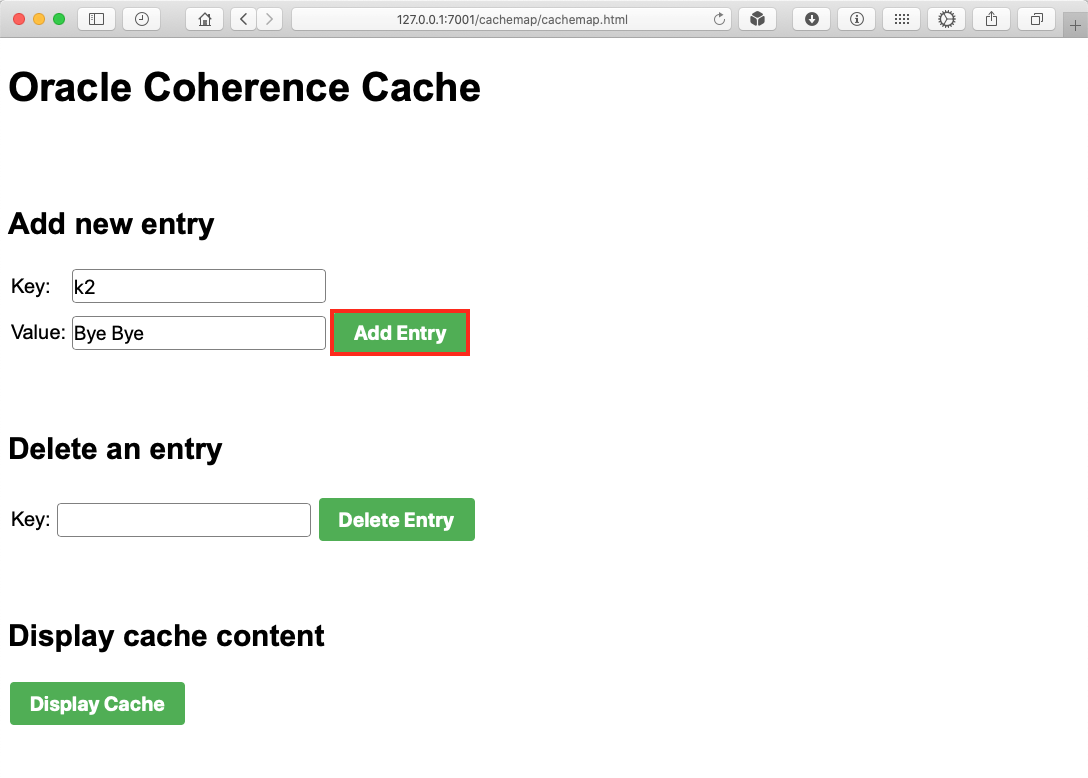 127.0.0.1:7001/cachemap/cachemap.html
Oracle Coherence Cache
Add new entry
Key: k2
Value: Bye Bye Add Entry
Delete an entry
Key: Delete Entry
Display cache content
Display Cache